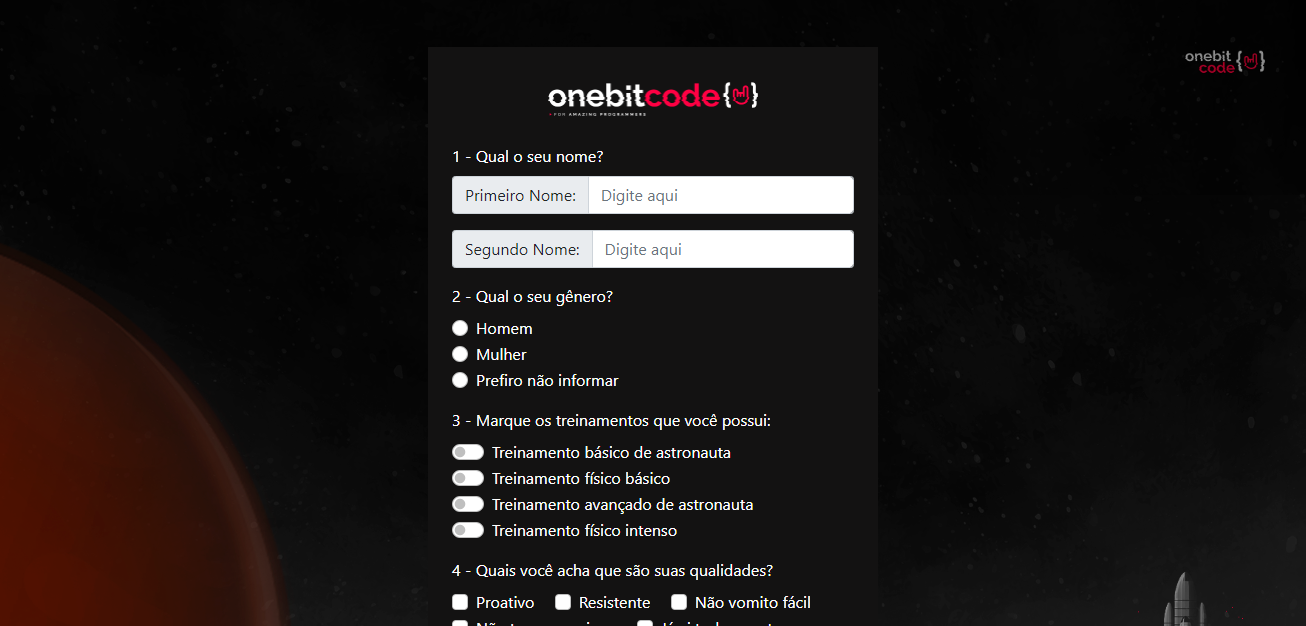 onebit
code
onebitcode
FOR AMAZING PROGRAMMERS
1 - Qual o seu nome?
Primeiro Nome: Digite aqui
Segundo Nome: Digite aqui
2 - Qual o seu gênero?
Homem
Mulher
Prefiro não informar
3 - Marque os treinamentos que você possui:
Treinamento básico de astronauta
Treinamento físico básico
Treinamento avançado de astronauta
Treinamento físico intenso
4 - Quais você acha que são suas qualidades?
Proativo Resistente Não vomito fácil